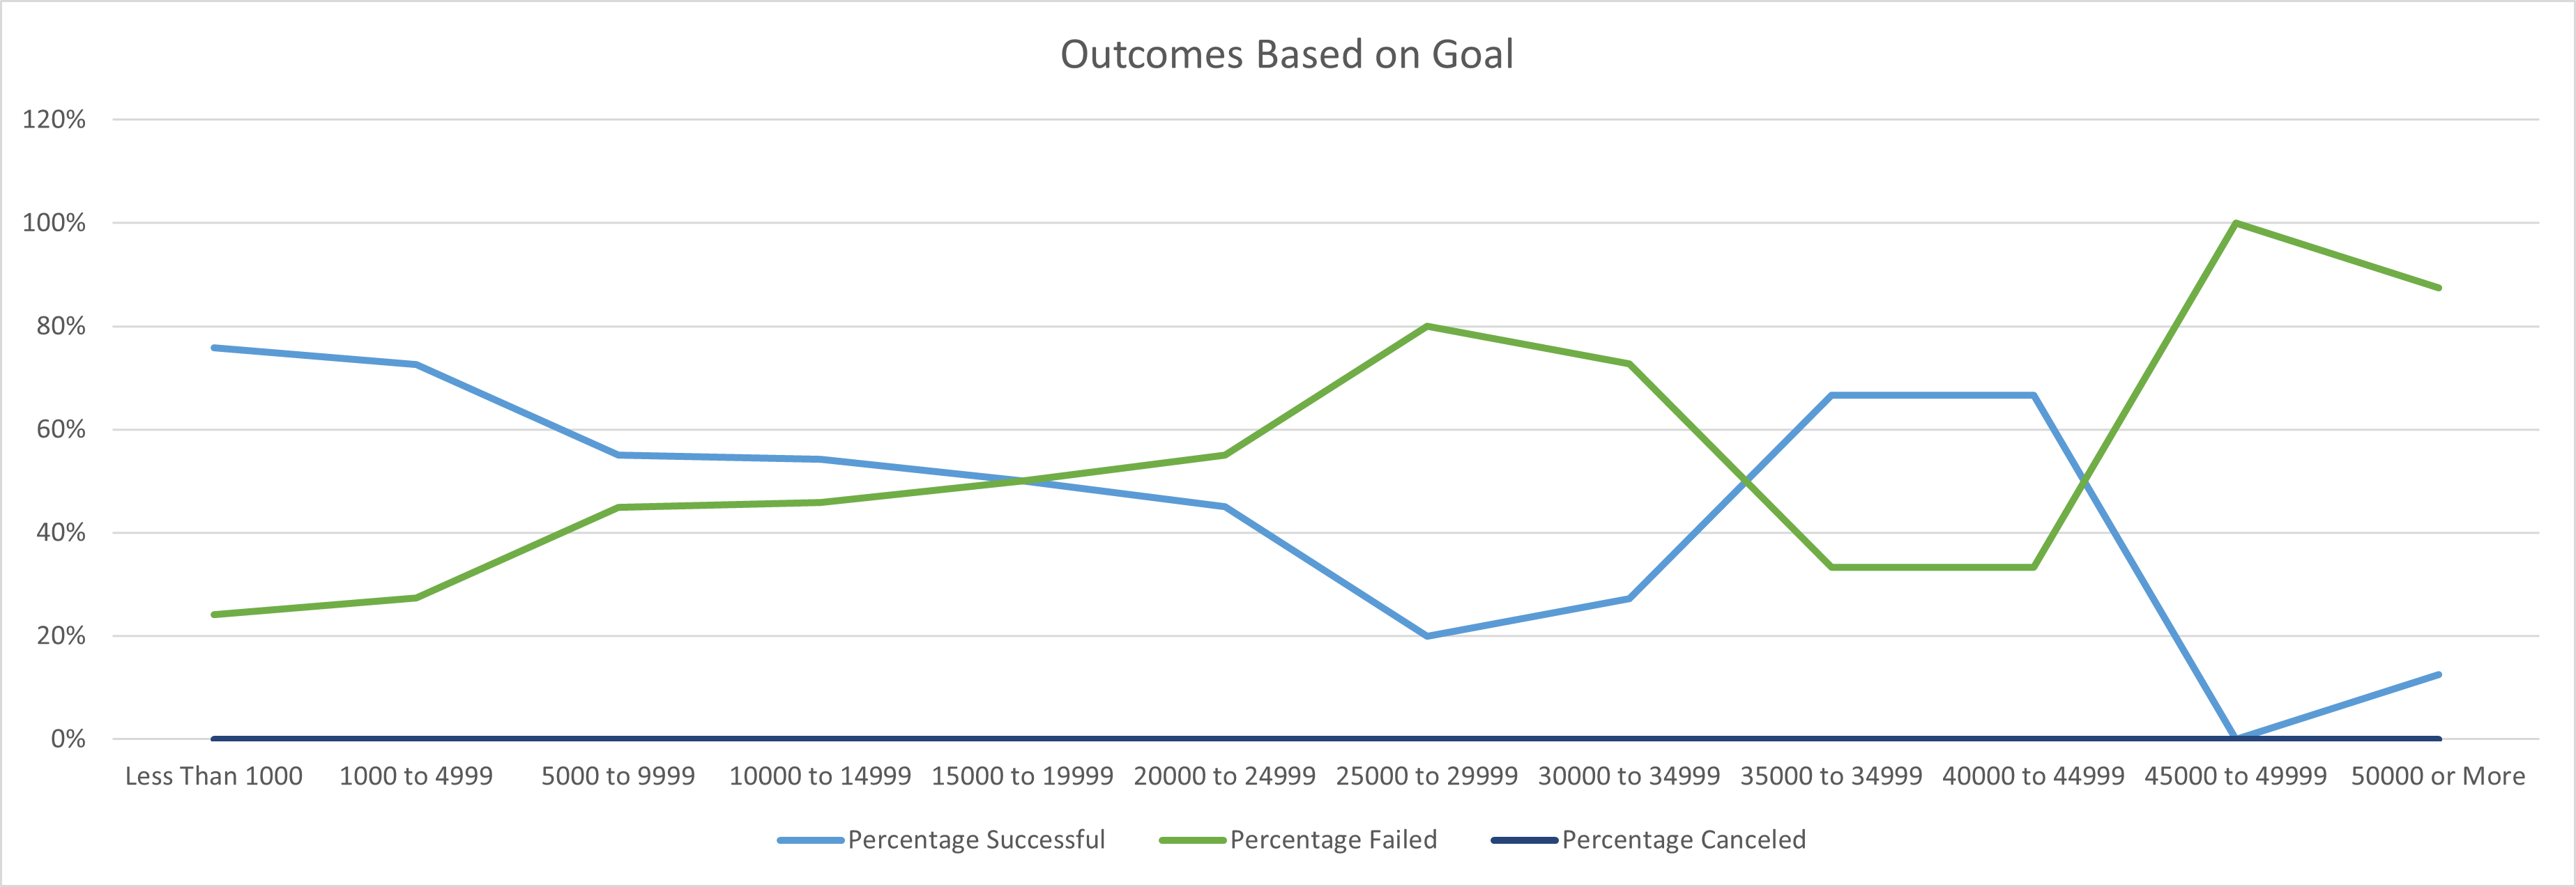 Outcomes Based on Goal
120%
100%
80%
60%
40%
20%
0%
Less Than 1000 1000 to 4999 5000 to 9999 10000 to 14999 15000 to 19999 20000 to 24999 25000 to 29999 30000 to 34999 35000 to 34999 40000 to 44999 45000 to 49999 50000 or More
Percentage Successful Percentage Failed Percentage Canceled